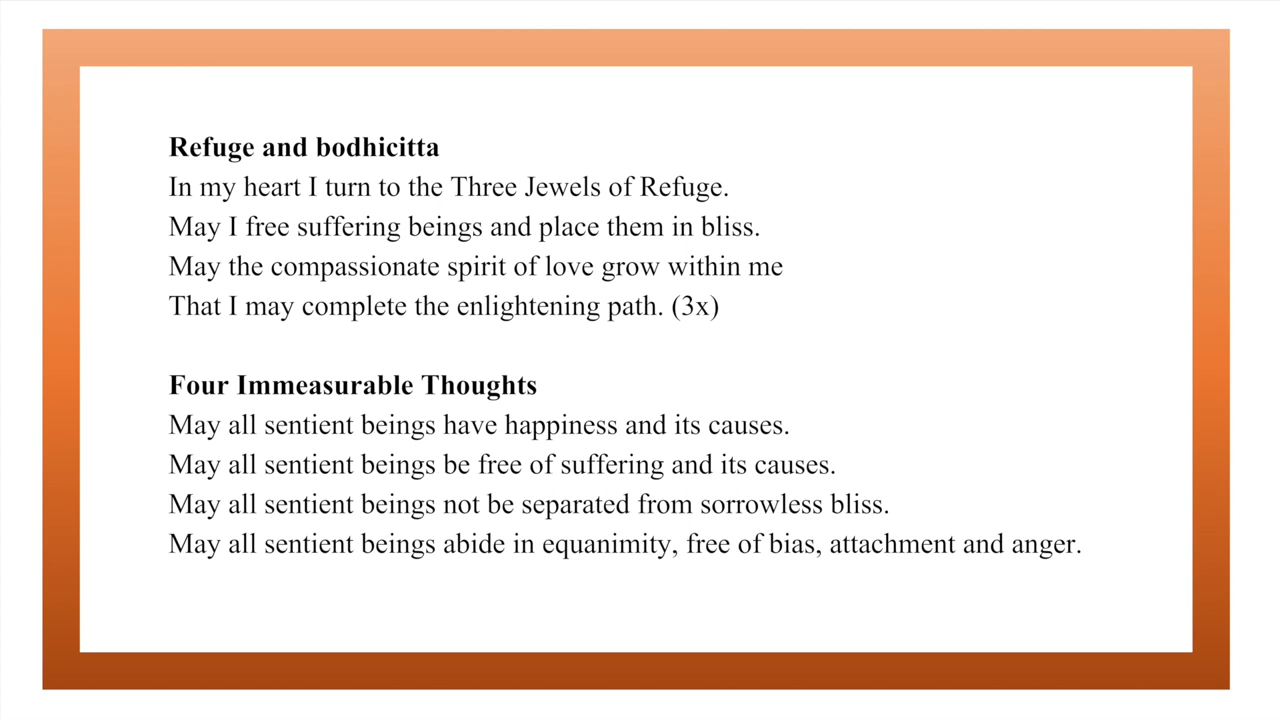 Refuge and bodhicitta
In my heart I turn to the Three Jewels of Refuge.
May I free suffering beings and place them in bliss.
May the compassionate spirit of love grow within me
That I may complete the enlightening path. (3x)
Four Immeasurable Thoughts
May all sentient beings have happiness and its causes.
May all sentient beings be free of suffering and its causes.
May all sentient beings not be separated from sorrowless bliss.
May all sentient beings abide in equanimity, free of bias, attachment and anger.